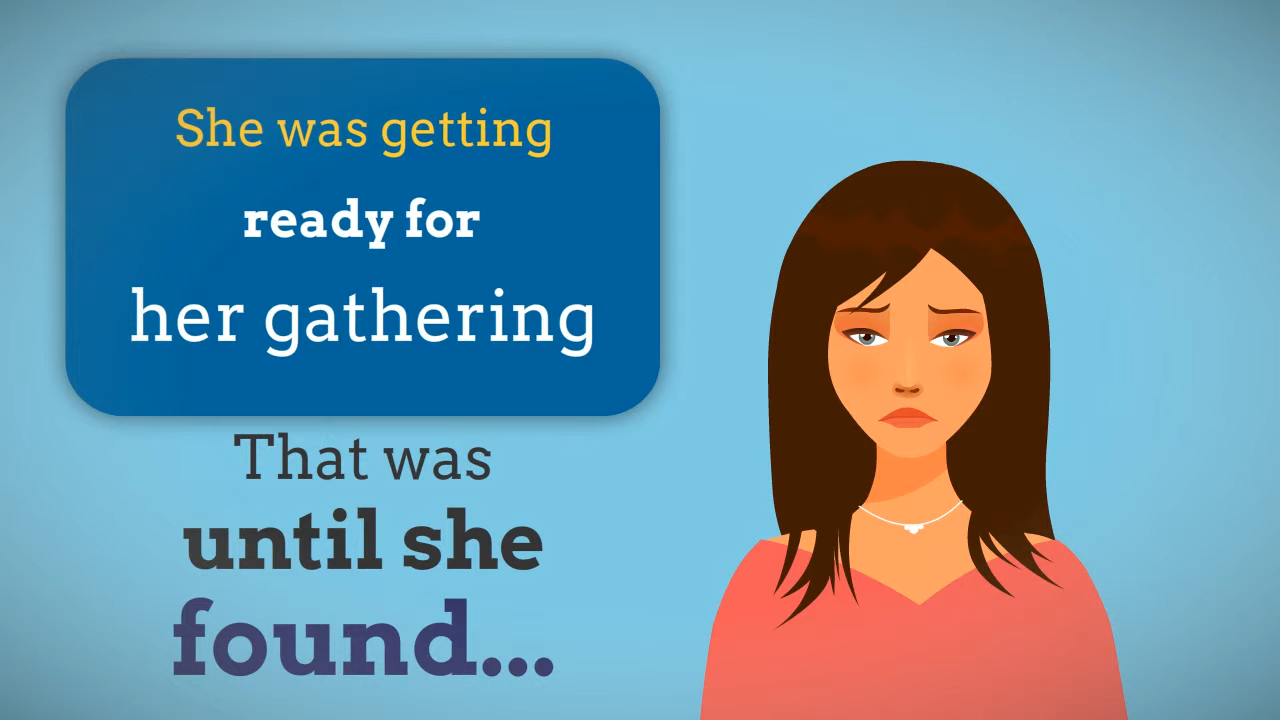 She was getting
ready for
her gathering
That was
until she
found...